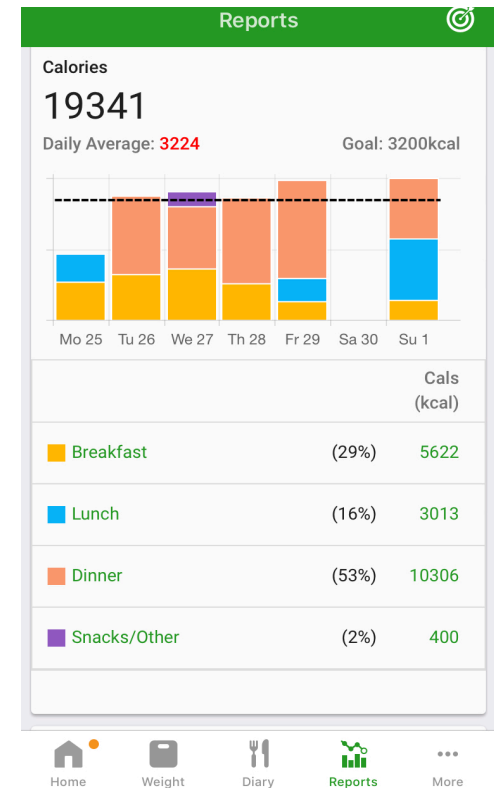 Reports
Calories
19341
Daily Average: 3224 Goal: 3200kcal
Mo 25 Tu 26 We 27 Th 28 Fr 29 Sa 30 Su 1
Cals
(kcal)
Breakfast (29%) 5622
Lunch (16%) 3013
Dinner (53%) 10306
Snacks/Other (2%) 400
Home Weight Diary Reports More